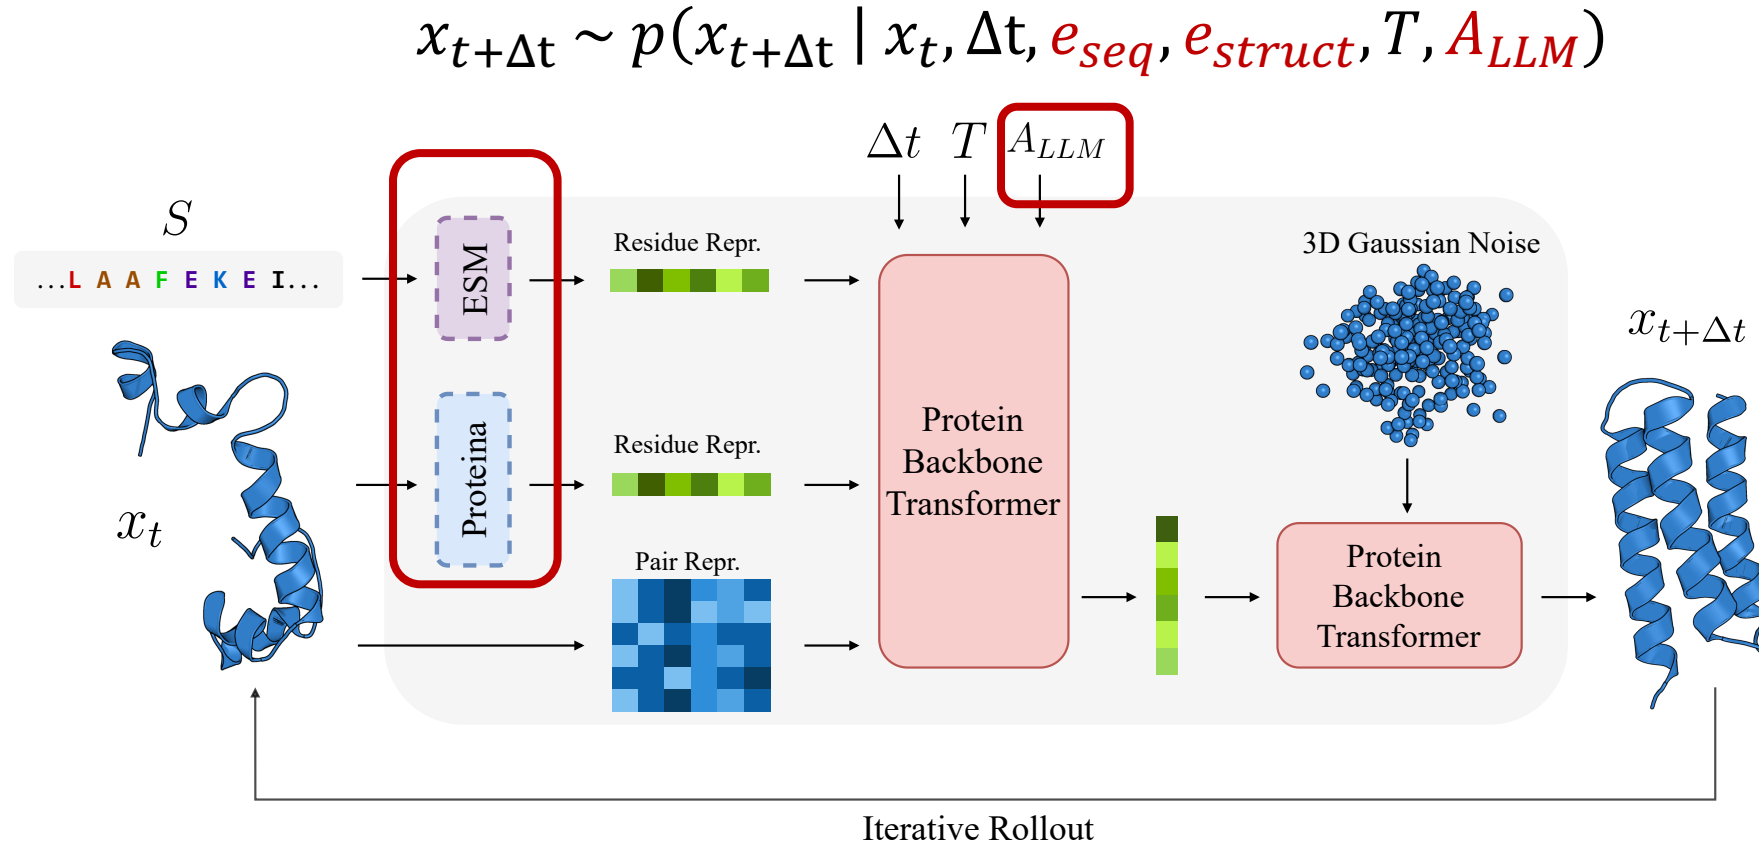 x_{t+Δt} ~ p(x_{t+Δt} | x_t, Δt, e_{seq}, e_{struct}, T, A_{LLM})
Δt T A_{LLM}
S
...L A A F E K E I...
ESM
Residue Repr.
3D Gaussian Noise
x_{t+Δt}
x_t
Proteina
Residue Repr.
Protein
Backbone
Transformer
Pair Repr.
Protein
Backbone
Transformer
Iterative Rollout